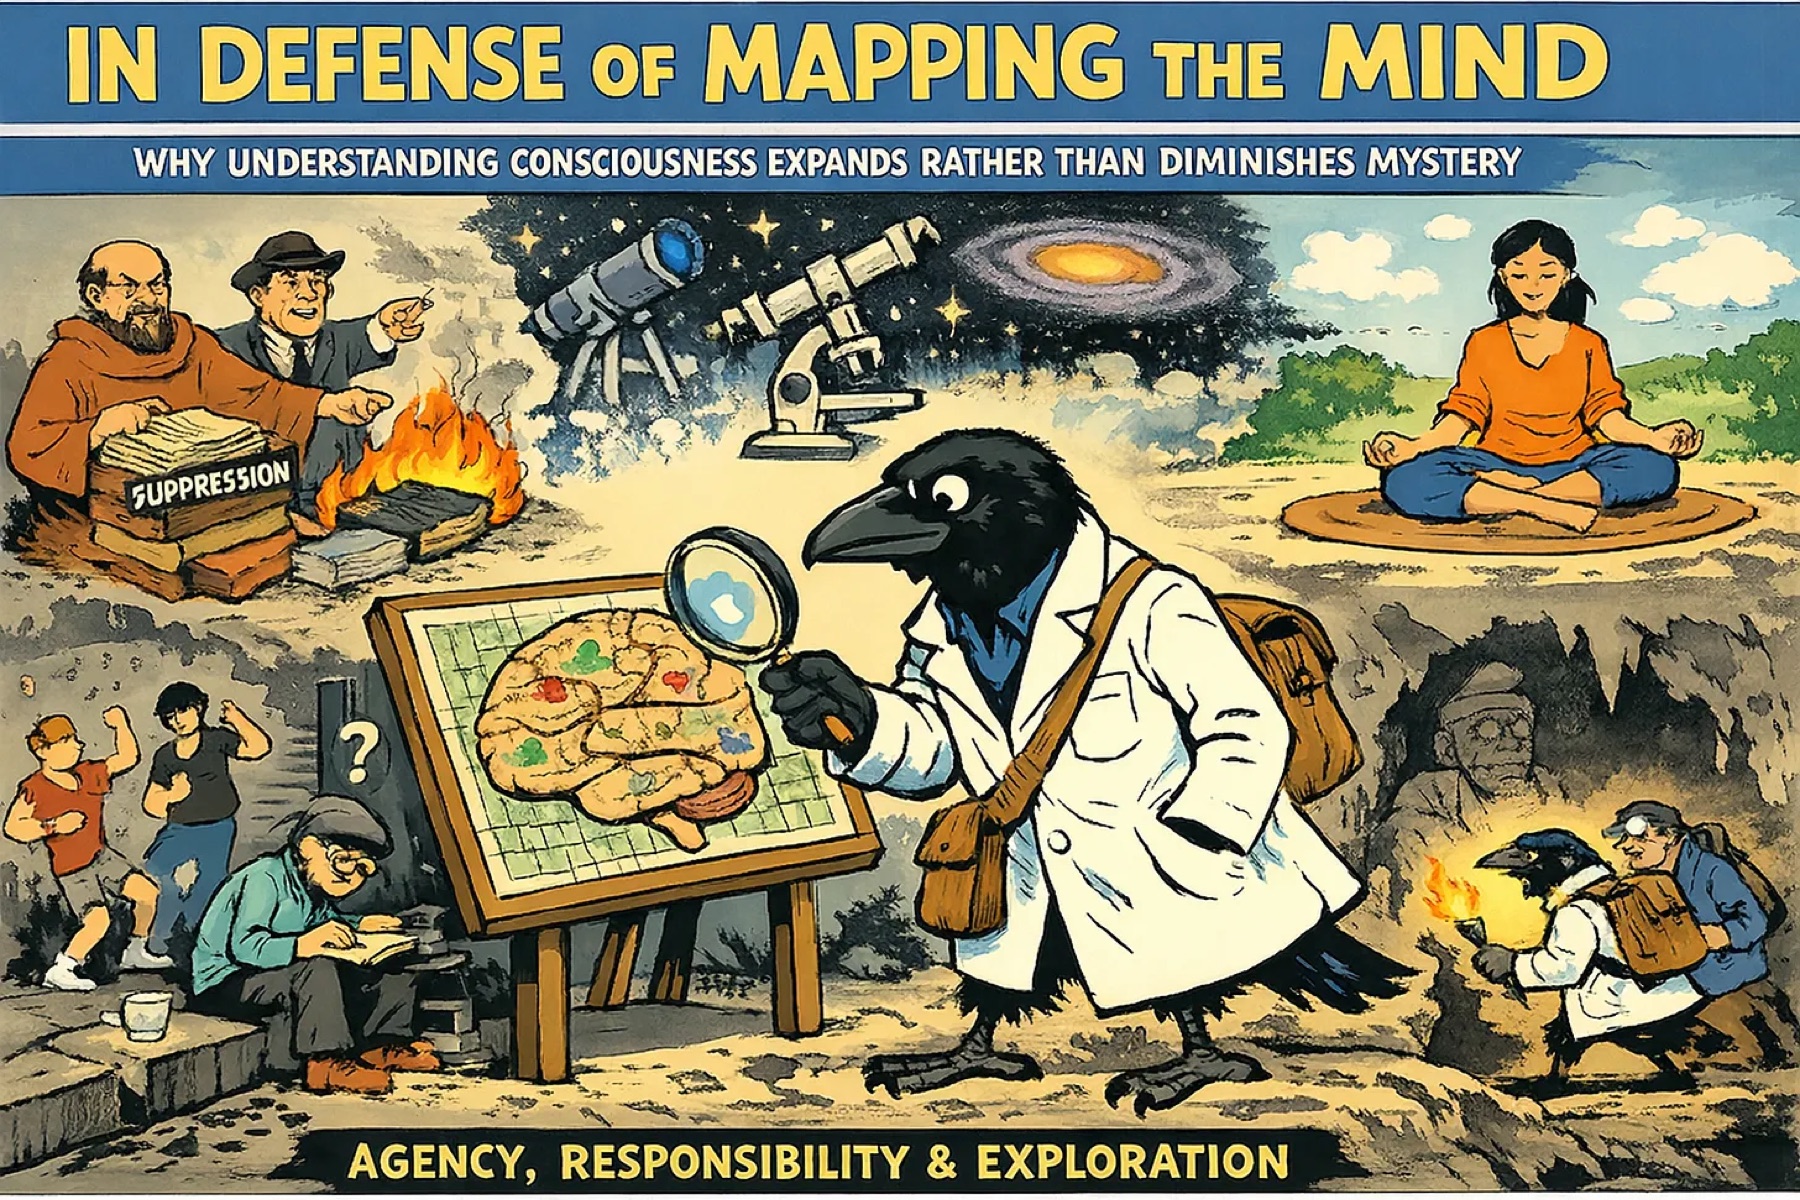 IN DEFENSE OF MAPPING THE MIND
WHY UNDERSTANDING CONSCIOUSNESS EXPANDS RATHER THAN DIMINISHES MYSTERY
SUPPRESSION
?
AGENCY, RESPONSIBILITY & EXPLORATION